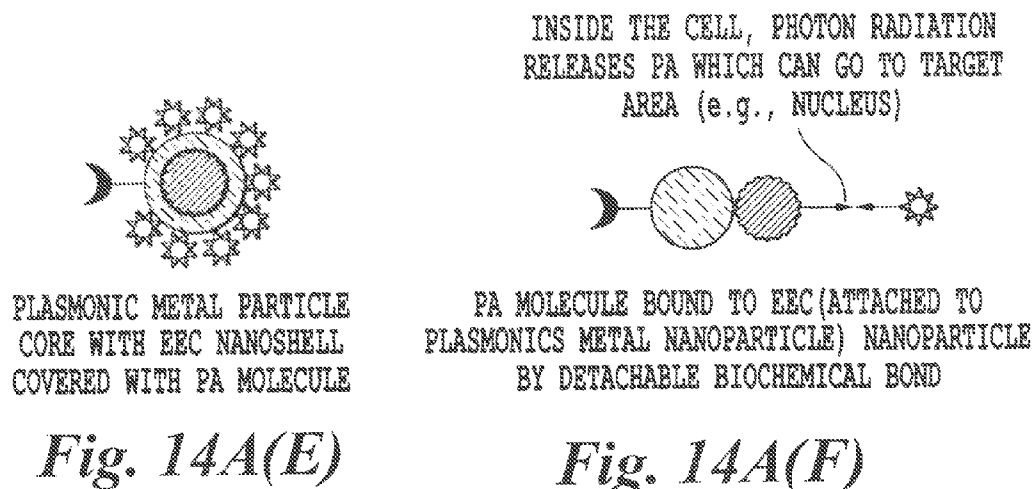 INSIDE THE CELL, PHOTON RADIATION
RELEASES PA WHICH CAN GO TO TARGET
AREA (e.g., NUCLEUS)
PLASMONIC METAL PARTICLE
CORE WITH EEC NANOSHELL
COVERED WITH PA MOLECULE
Fig. 14A(E)
PA MOLECULE BOUND TO EEC(ATTACHED TO
PLASMONICS METAL NANOPARTICLE) NANOPARTICLE
BY DETACHABLE BIOCHEMICAL BOND
Fig. 14A(F)